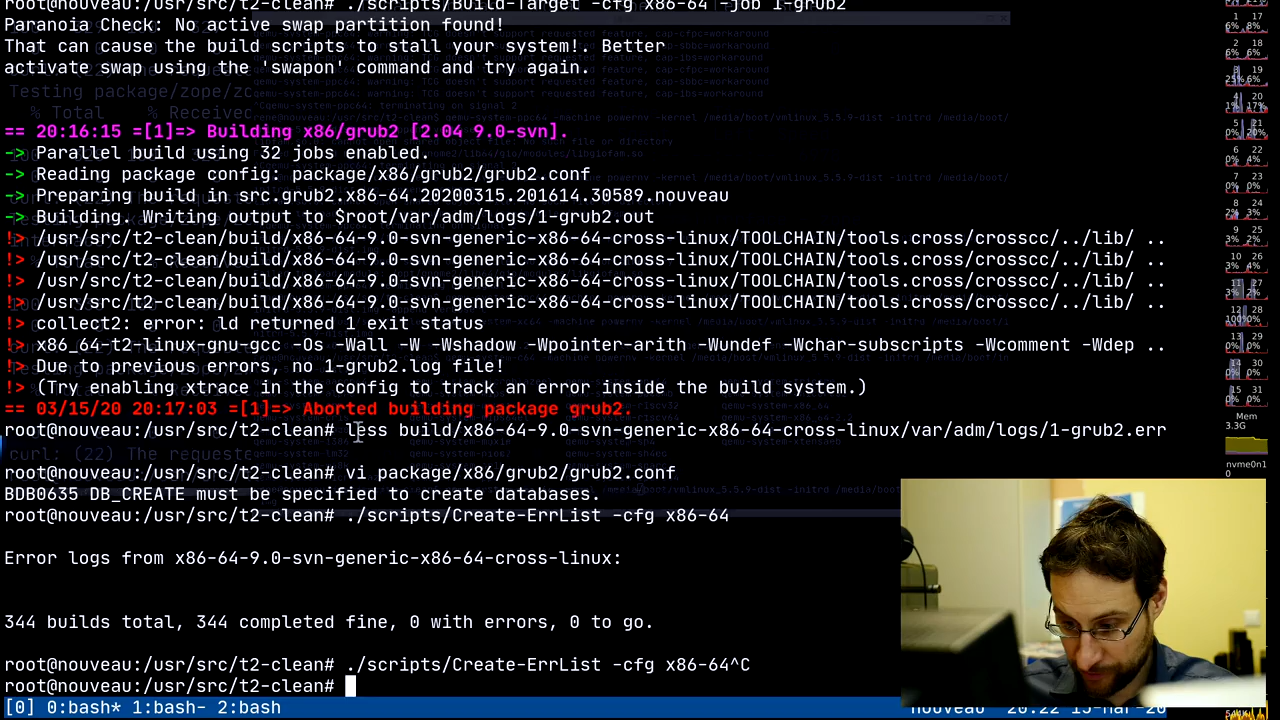 root@nouveau:/usr/src/t2-clean# ./scripts/Build-Target -cfg x86-64 -job 1-grub2
Paranoia Check: No active swap partition found!
That can cause the build scripts to stall your system!. Better
activate swap using the 'swapon' command and try again.
== 20:16:15 =[1]=> Building x86/grub2 [2.04 9.0-svn].
-> Parallel build using 32 jobs enabled.
-> Reading package config: package/x86/grub2/grub2.conf
-> Preparing build in src.grub2.x86-64.20200315.201614.30589.nouveau
-> Building. Writing output to $root/var/adm/logs/1-grub2.out
!> /usr/src/t2-clean/build/x86-64-9.0-svn-generic-x86-64-cross-linux/TOOLCHAIN/tools.cross/crosscc/../lib/ ..
!> /usr/src/t2-clean/build/x86-64-9.0-svn-generic-x86-64-cross-linux/TOOLCHAIN/tools.cross/crosscc/../lib/ ..
!> /usr/src/t2-clean/build/x86-64-9.0-svn-generic-x86-64-cross-linux/TOOLCHAIN/tools.cross/crosscc/../lib/ ..
!> /usr/src/t2-clean/build/x86-64-9.0-svn-generic-x86-64-cross-linux/TOOLCHAIN/tools.cross/crosscc/../lib/ ..
!> collect2: error: ld returned 1 exit status
!> x86_64-t2-linux-gnu-gcc -Os -Wall -W -Wshadow -Wpointer-arith -Wundef -Wchar-subscripts -Wcomment -Wdep ..
!> Due to previous errors, no 1-grub2.log file!
!> (Try enabling xtrace in the config to track an error inside the build system.)
== 03/15/20 20:17:03 =[1]=> Aborted building package grub2.
root@nouveau:/usr/src/t2-clean# less build/x86-64-9.0-svn-generic-x86-64-cross-linux/var/adm/logs/1-grub2.err
root@nouveau:/usr/src/t2-clean# vi package/x86/grub2/grub2.conf
BDB0635 DB_CREATE must be specified to create databases.
root@nouveau:/usr/src/t2-clean# ./scripts/Create-ErrList -cfg x86-64
Error logs from x86-64-9.0-svn-generic-x86-64-cross-linux:
344 builds total, 344 completed fine, 0 with errors, 0 to go.
root@nouveau:/usr/src/t2-clean# ./scripts/Create-ErrList -cfg x86-64^C
root@nouveau:/usr/src/t2-clean#
[0] 0:bash* 1:bash- 2:bash
Mem
3.3G
nvme0n1